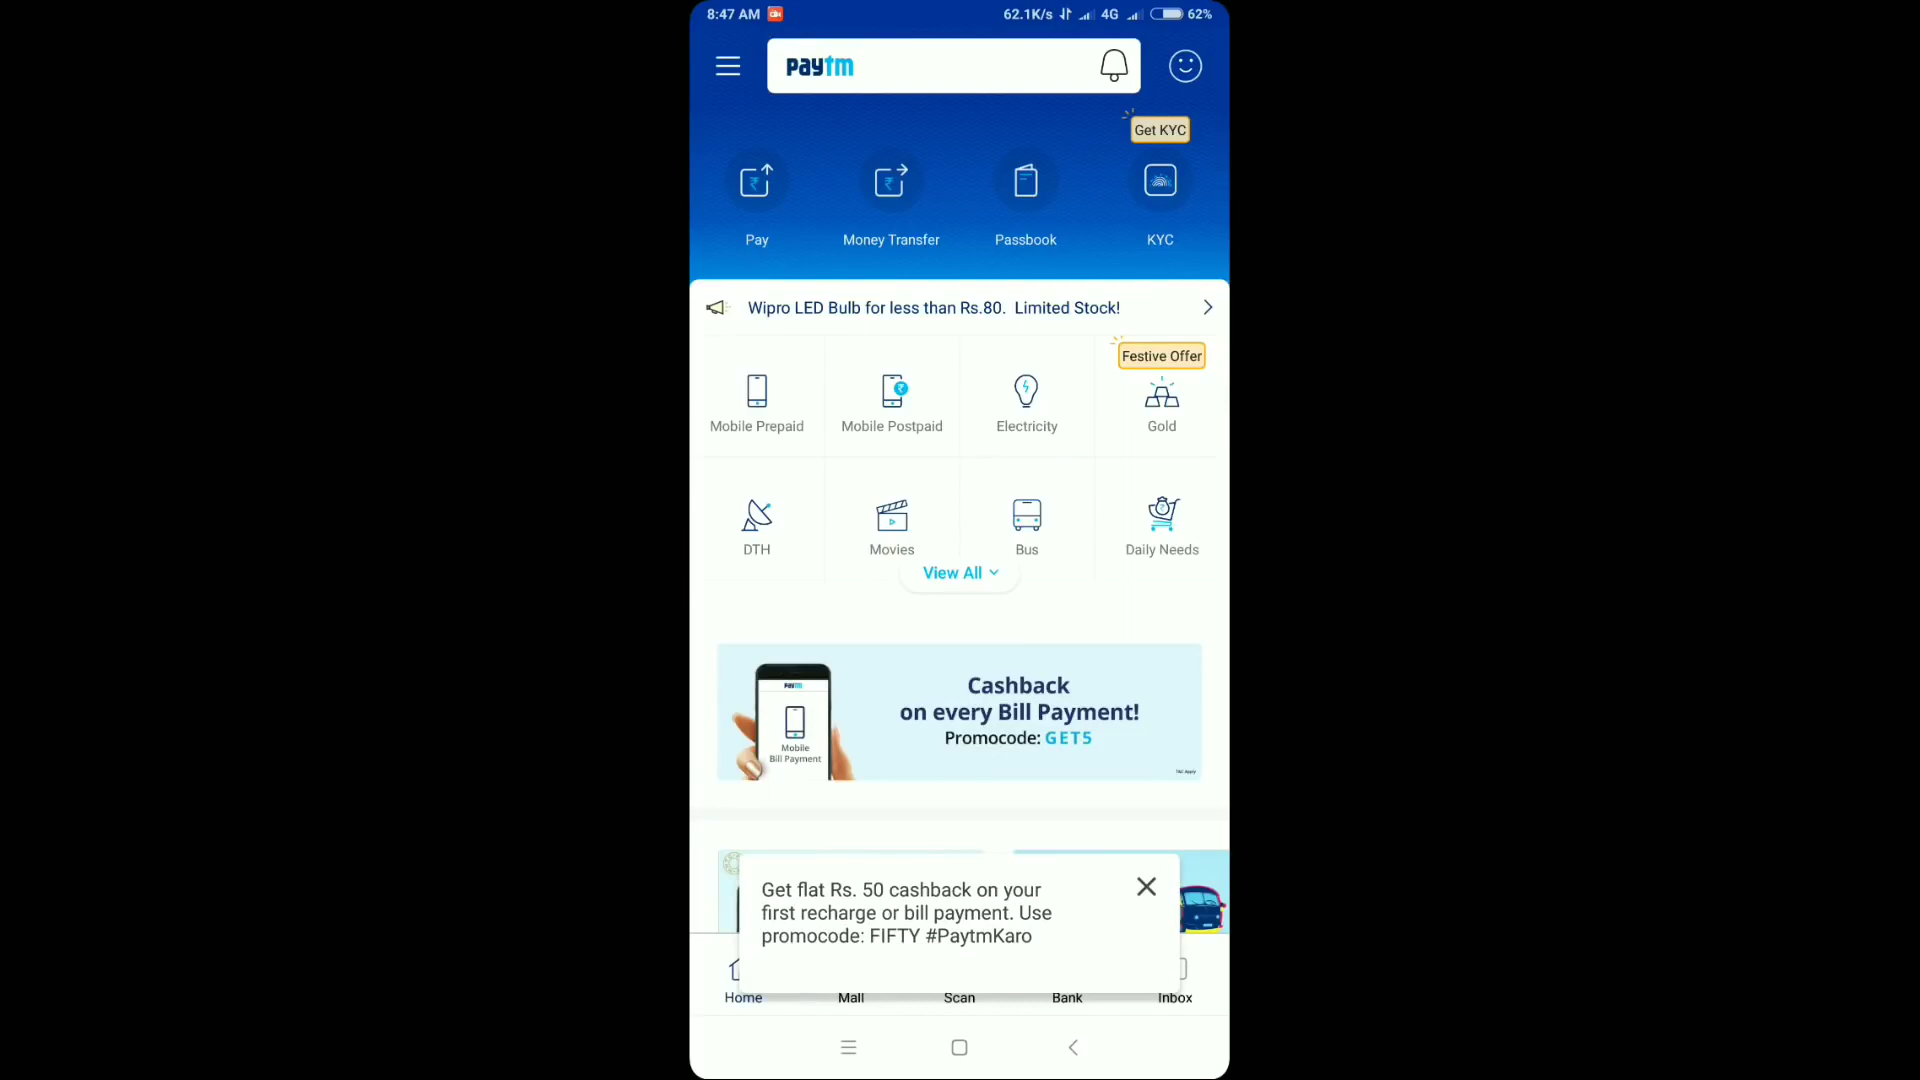 8:47 AM 62.1K/s 4G 62%
paytm
Get KYC
Pay Money Transfer Passbook KYC
Wipro LED Bulb for less than Rs.80. Limited Stock!
Festive Offer
Mobile Prepaid Mobile Postpaid Electricity Gold
DTH Movies Bus Daily Needs
View All
Cashback
on every Bill Payment!
Promocode: GET5
paytm
Mobile
Bill Payment
T&C Apply
Get flat Rs. 50 cashback on your
first recharge or bill payment. Use
promocode: FIFTY #PaytmKaro
Home Mall Scan Bank Inbox